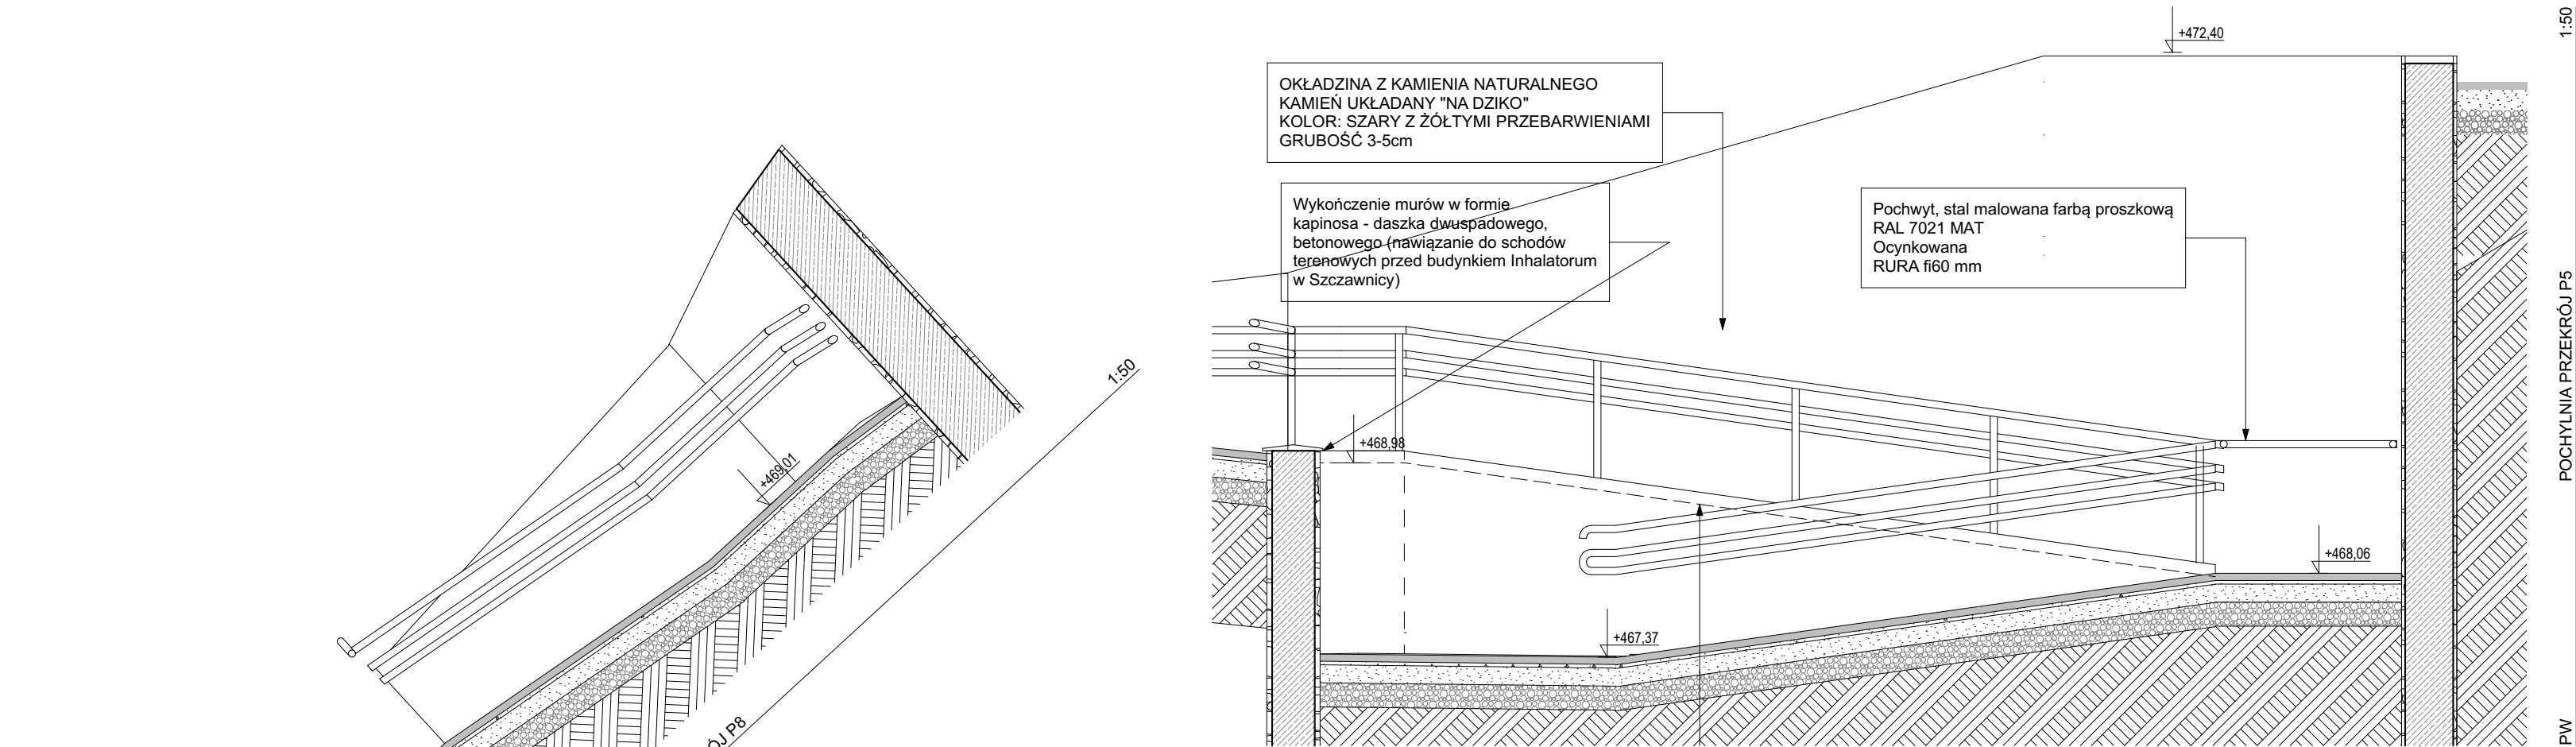 +469,01
1:50
ÓJ P8
OKŁADZINA Z KAMIENIA NATURALNEGO
KAMIEŃ UKŁADANY "NA DZIKO"
KOLOR: SZARY Z ŻÓŁTYMI PRZEBARWIENIAMI
GRUBOŚĆ 3-5cm
Wykończenie murów w formie
kapinosa - daszka dwuspadowego,
betonowego (nawiązanie do schodów
terenowych przed budynkiem Inhalatorum
w Szczawnicy)
Pochwyt, stal malowana farbą proszkową
RAL 7021 MAT
Ocynkowana
RURA fi60 mm
+472,40
+468,98
+468,06
+467,37
1:50
POCHYLNIA PRZEKRÓJ P5
PW